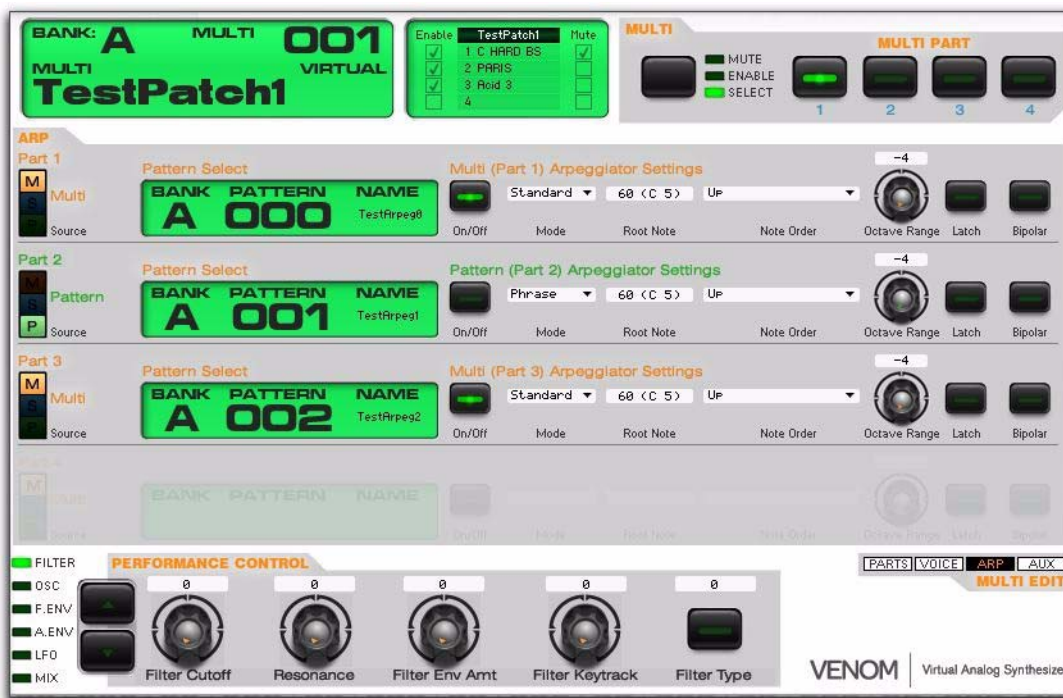 BANK: A MULTI 001
MULTI VIRTUAL
TestPatch1
Enable TestPatch1 Mute
1 C HARD BS
2 PARIS
3 Acid 3
4
MULTI
MUTE
ENABLE
SELECT
MULTI PART
1 2 3 4
ARP
Part 1
M S P
Multi
Source
Pattern Select
BANK PATTERN NAME
A 000 TestArpeg0
Multi (Part 1) Arpeggiator Settings
Standard 60 (C 5) Up -4
On/Off Mode Root Note Note Order Octave Range Latch Bipolar
Part 2
M S P
Pattern
Source
Pattern Select
BANK PATTERN NAME
A 001 TestArpeg1
Pattern (Part 2) Arpeggiator Settings
Phrase 60 (C 5) Up -4
On/Off Mode Root Note Note Order Octave Range Latch Bipolar
Part 3
M S P
Multi
Source
Pattern Select
BANK PATTERN NAME
A 002 TestArpeg2
Multi (Part 3) Arpeggiator Settings
Standard 60 (C 5) Up -4
On/Off Mode Root Note Note Order Octave Range Latch Bipolar
Part 4
M
BANK PATTERN NAME
FILTER
OSC
F.ENV
A.ENV
LFO
MIX
PERFORMANCE CONTROL
0 0 0 0 0
Filter Cutoff Resonance Filter Env Amt Filter Keytrack Filter Type
PARTS VOICE ARP AUX
MULTI EDIT
VENOM Virtual Analog Synthesize